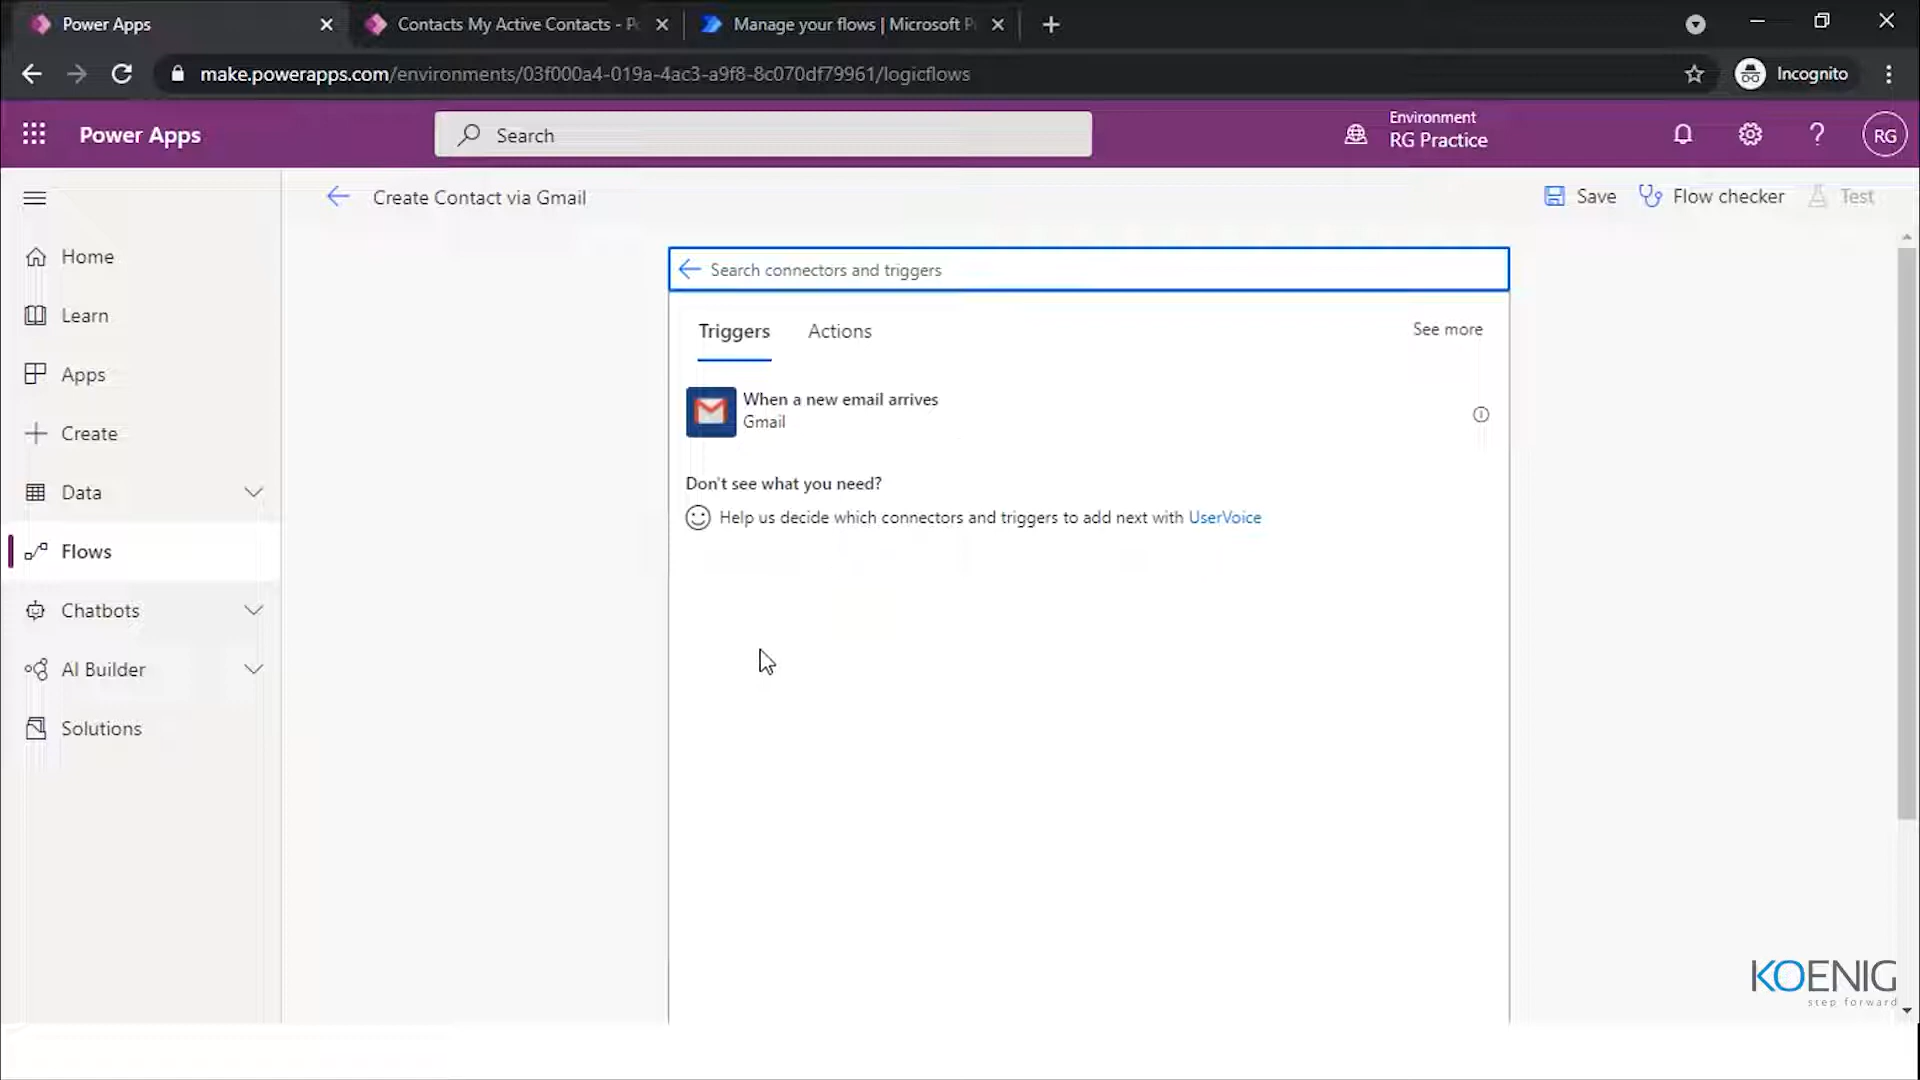 Power Apps
Contacts My Active Contacts - Po
Manage your flows | Microsoft P
make.powerapps.com/environments/03f000a4-019a-4ac3-a9f8-8c070df79961/logicflows
Incognito
Power Apps
Search
Environment
RG Practice
RG
Create Contact via Gmail
Save
Flow checker
Test
Home
Learn
Apps
Create
Data
Flows
Chatbots
AI Builder
Solutions
Search connectors and triggers
Triggers
Actions
See more
When a new email arrives
Gmail
Don't see what you need?
Help us decide which connectors and triggers to add next with UserVoice
KOENIG
step forward